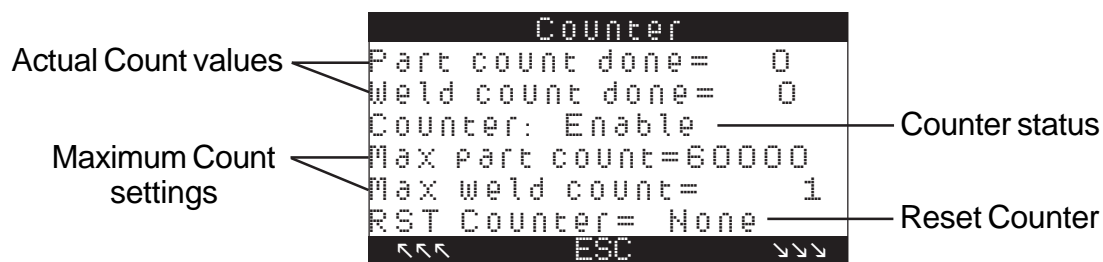 Counter
Part count done= 0
Weld count done= 0
Counter: Enable
Max part count=60000
Max weld count= 1
RST Counter= None
↖↖↖ ESC ↘↘↘
Actual Count values
Maximum Count
settings
Counter status
Reset Counter